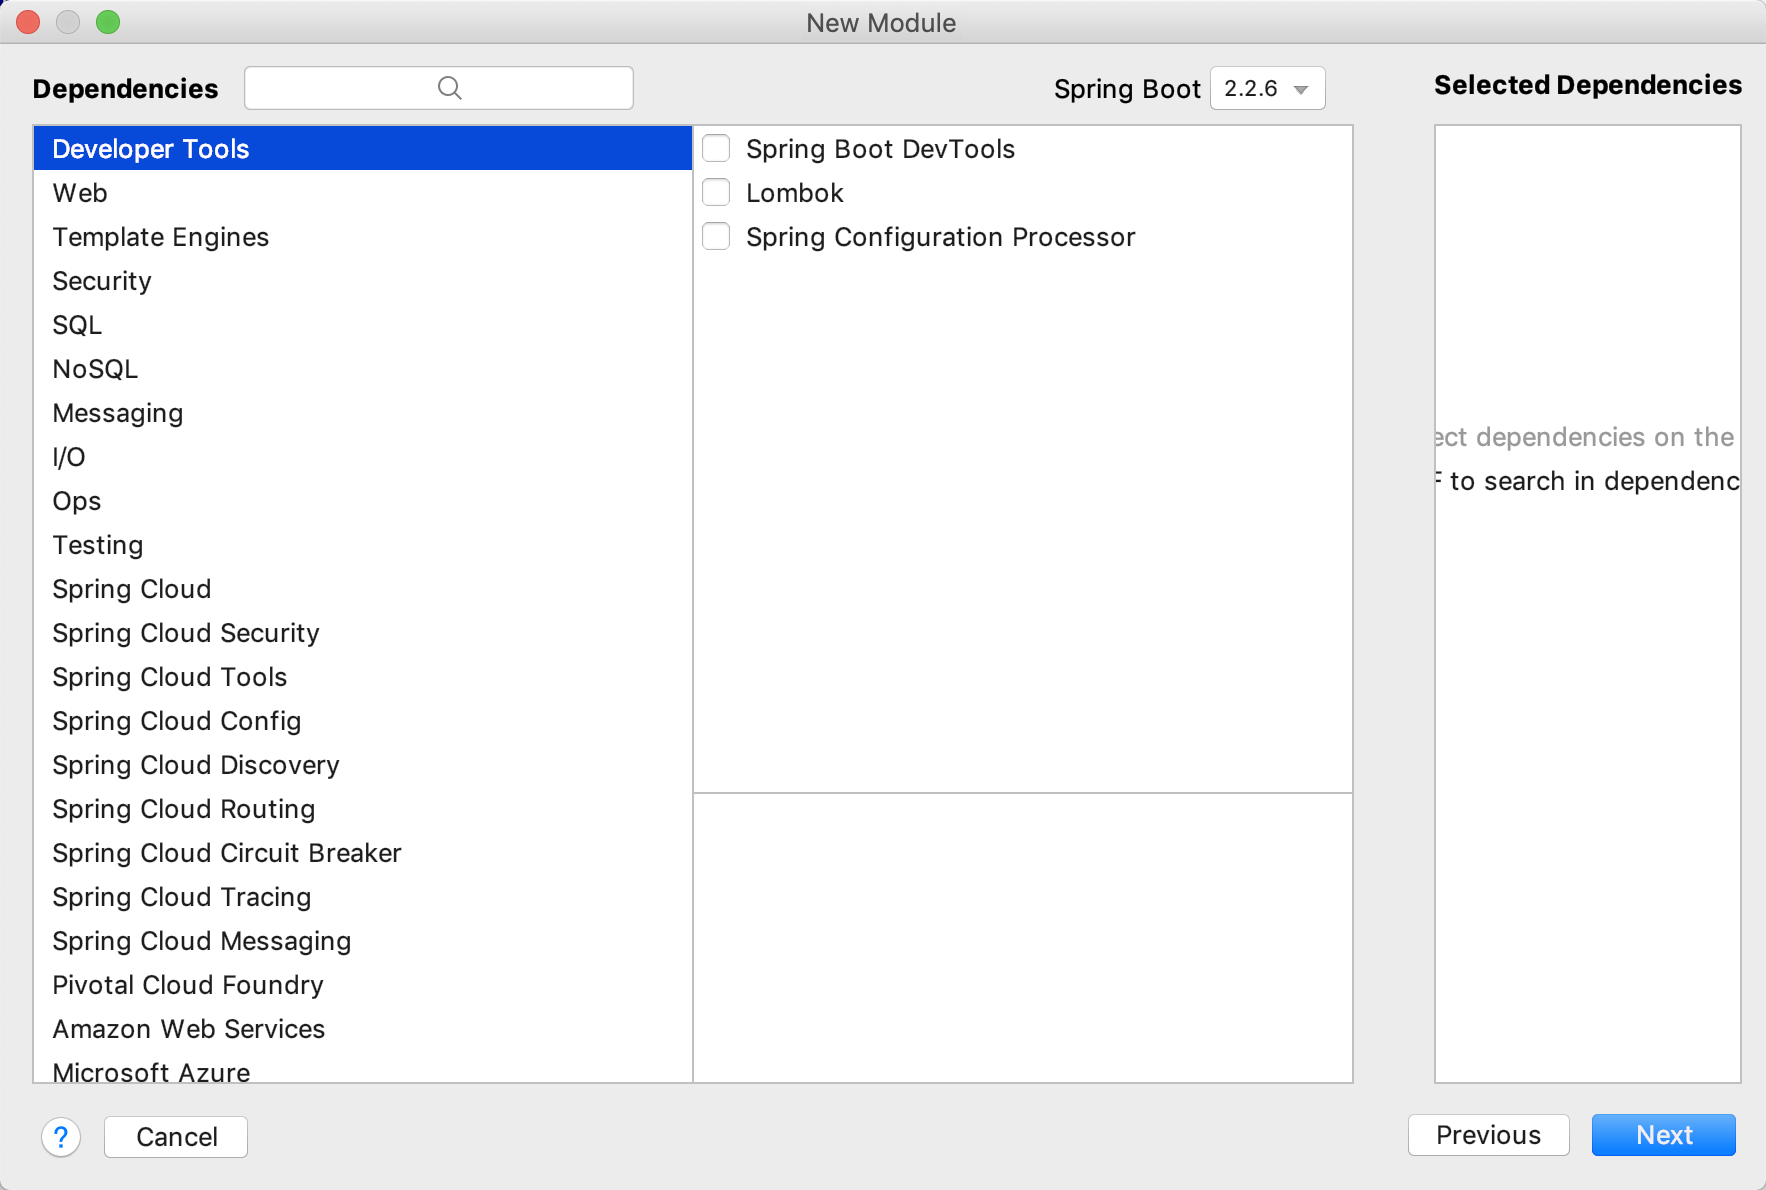 New Module
Dependencies
Spring Boot 2.2.6
Selected Dependencies
Developer Tools
Web
Template Engines
Security
SQL
NoSQL
Messaging
I/O
Ops
Testing
Spring Cloud
Spring Cloud Security
Spring Cloud Tools
Spring Cloud Config
Spring Cloud Discovery
Spring Cloud Routing
Spring Cloud Circuit Breaker
Spring Cloud Tracing
Spring Cloud Messaging
Pivotal Cloud Foundry
Amazon Web Services
Microsoft Azure
Spring Boot DevTools
Lombok
Spring Configuration Processor
ect dependencies on the
F to search in dependenc
?
Cancel
Previous
Next